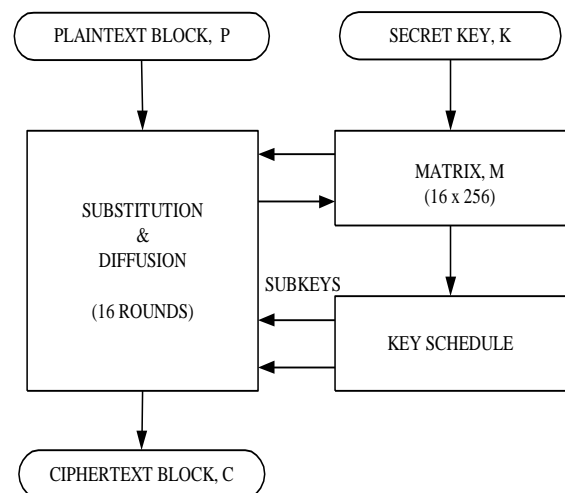 PLAINTEXT BLOCK, P
SECRET KEY, K
SUBSTITUTION
&
DIFFUSION
(16 ROUNDS)
MATRIX, M
(16 x 256)
SUBKEYS
KEY SCHEDULE
CIPHERTEXT BLOCK, C